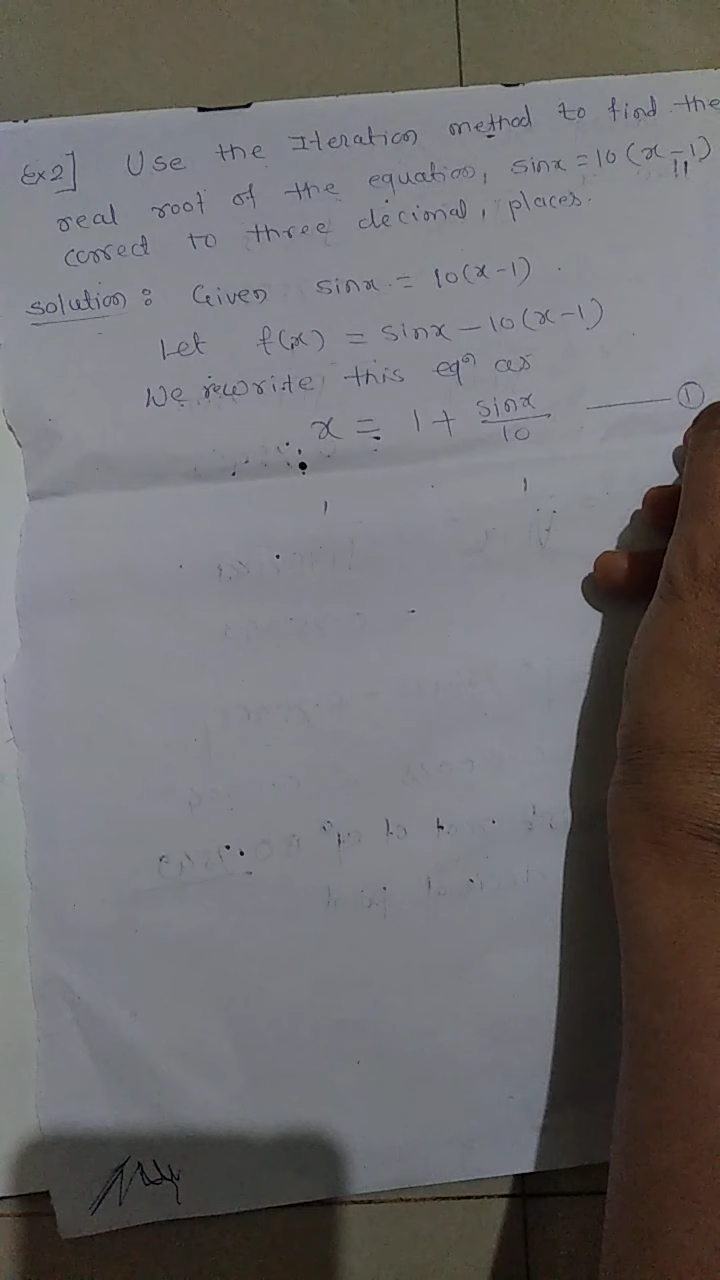 Ex2] Use the Iteration method to find the
real root of the equation, sinx = 10(x-1)
correct to three decimal, places.
solution : Given sinx = 10(x-1).
Let f(x) = sinx - 10(x-1)
We rewrite this eqn as
x = 1 + sinx/10 —— ①